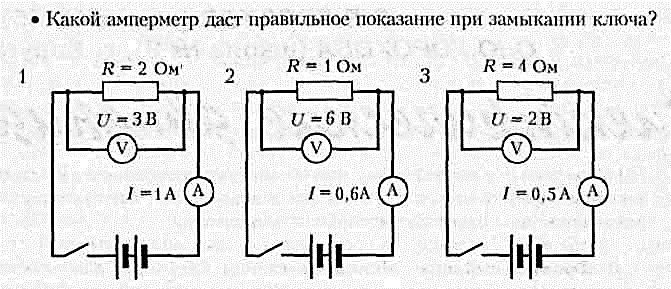 • Какой амперметр даст правильное показание при замыкании ключа?
1
R = 2 Ом
U = 3 В
V
I = 1 А
A
2
R = 1 Ом
U = 6 В
V
I = 0,6 А
A
3
R = 4 Ом
U = 2 В
V
I = 0,5 А
A